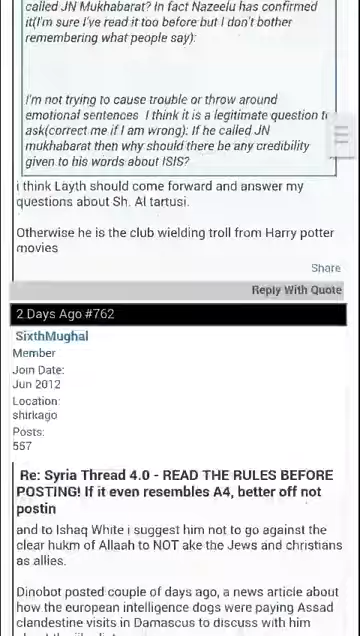 called JN Mukhabarat? In fact Nazeelu has confirmed
it(I'm sure I've read it too before but I don't bother
remembering what people say):
I'm not trying to cause trouble or throw around
emotional sentences I think it is a legitimate question to
ask(correct me if I am wrong): If he called JN
mukhabarat then why should there be any credibility
given to his words about ISIS?
i think Layth should come forward and answer my
questions about Sh. Al tartusi.
Otherwise he is the club wielding troll from Harry potter
movies
Share
Reply With Quote
2 Days Ago #762
SixthMughal
Member
Join Date:
Jun 2012
Location:
shirkago
Posts:
557
Re: Syria Thread 4.0 - READ THE RULES BEFORE
POSTING! If it even resembles A4, better off not
postin
and to Ishaq White i suggest him not to go against the
clear hukm of Allaah to NOT ake the Jews and christians
as allies.
Dinobot posted couple of days ago, a news article about
how the european intelligence dogs were paying Assad
clandestine visits in Damascus to discuss with him